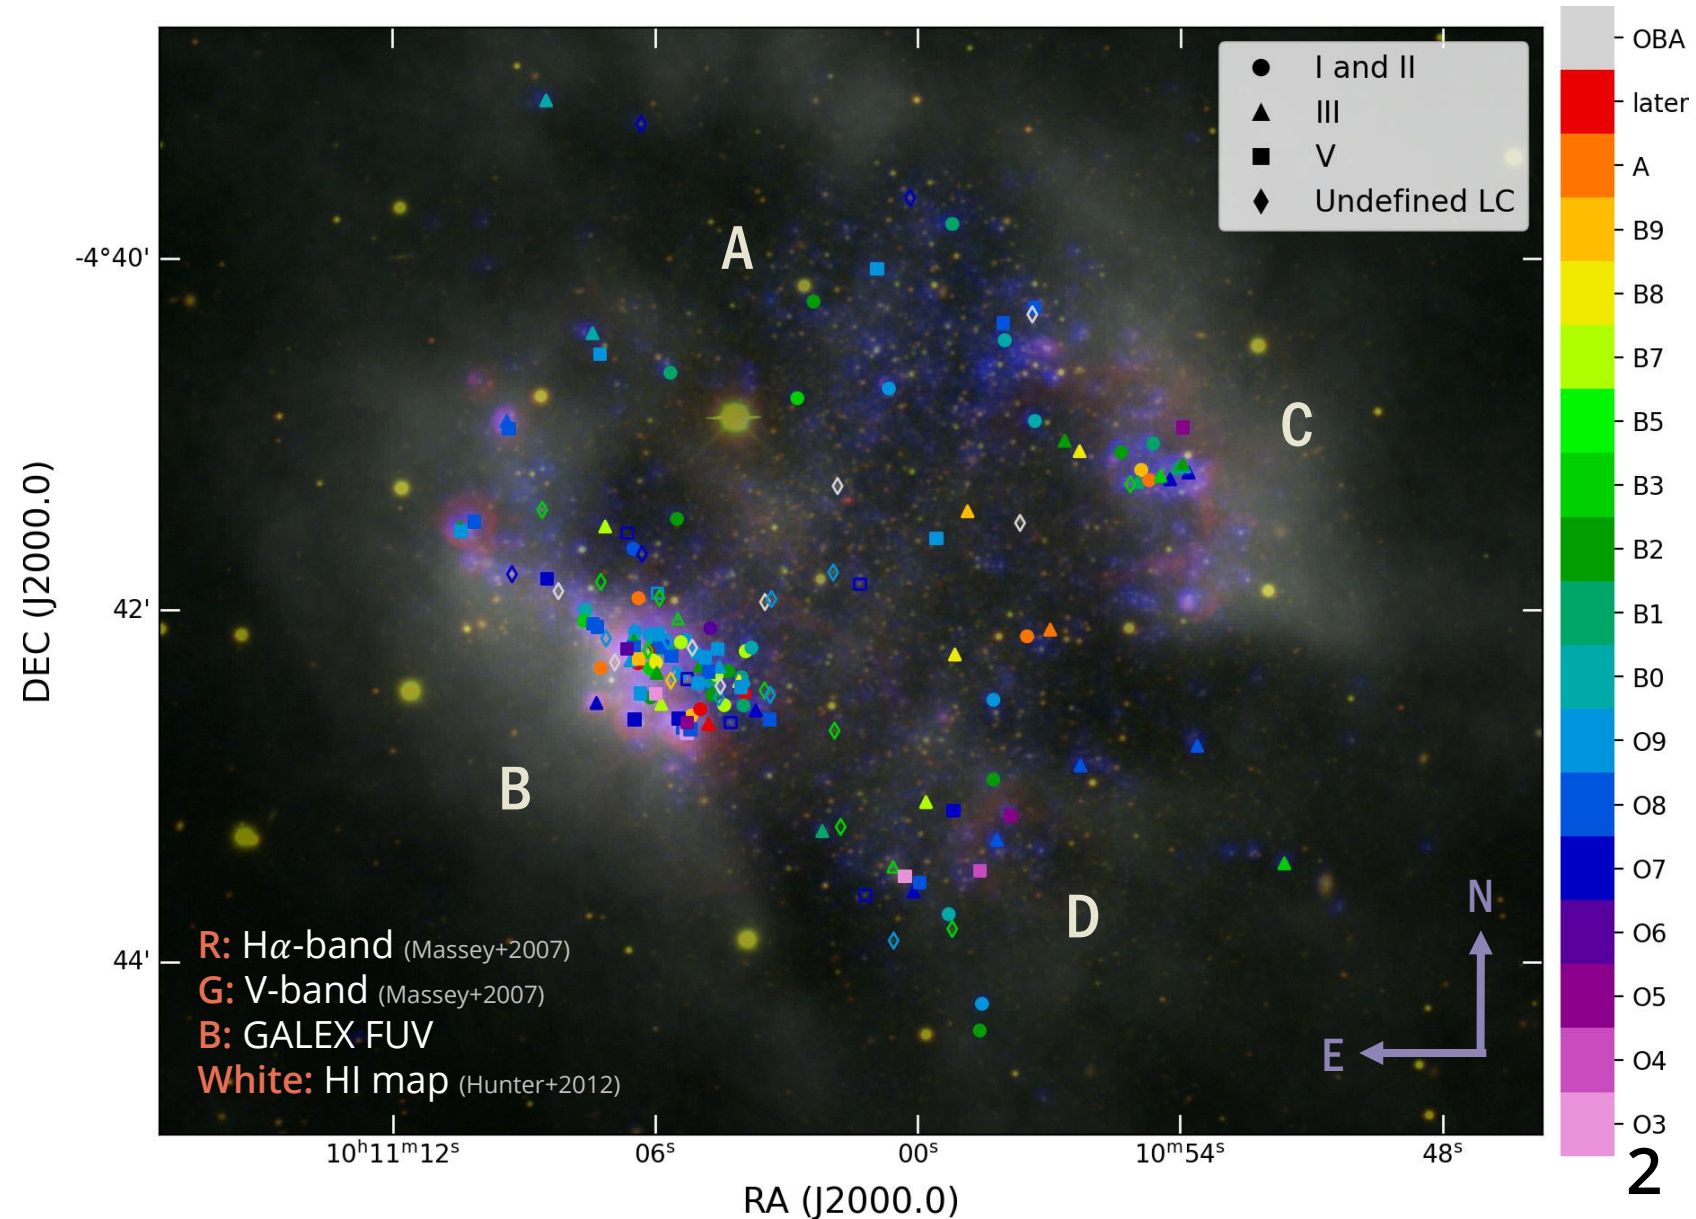 I and II
III
V
Undefined LC
A
B
C
D
N
E
R: Hα-band (Massey+2007)
G: V-band (Massey+2007)
B: GALEX FUV
White: HI map (Hunter+2012)
DEC (J2000.0)
-4°40'
42'
44'
10ʰ11ᵐ12ˢ
06ˢ
00ˢ
10ᵐ54ˢ
48ˢ
RA (J2000.0)
OBA
later
A
B9
B8
B7
B5
B3
B2
B1
B0
O9
O8
O7
O6
O5
O4
O3
2